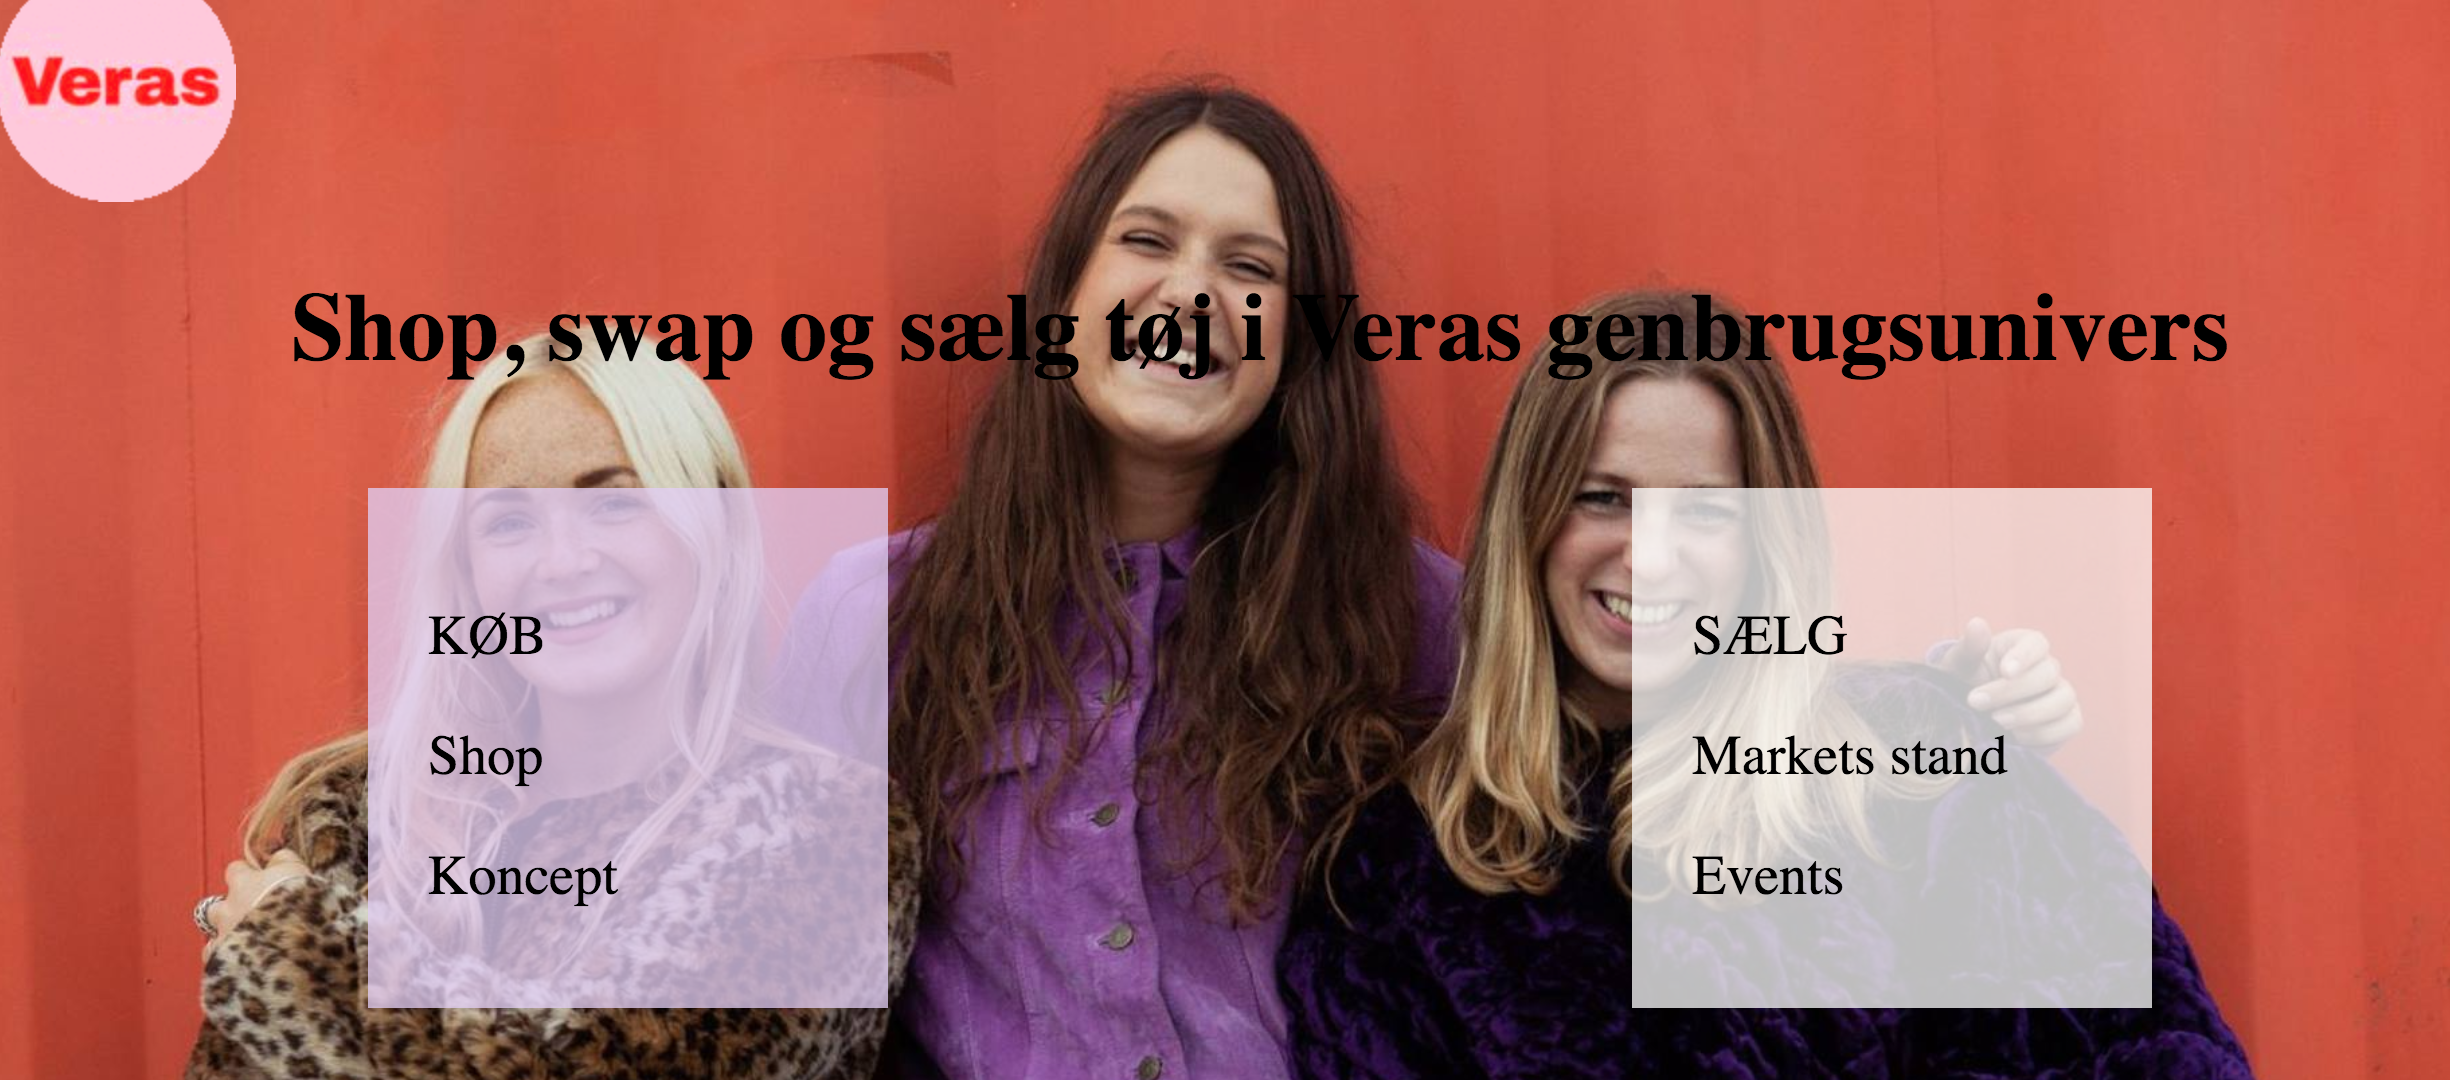 Veras
Shop, swap og sælg tøj i Veras genbrugsunivers
KØB
Shop
Koncept
SÆLG
Markets stand
Events